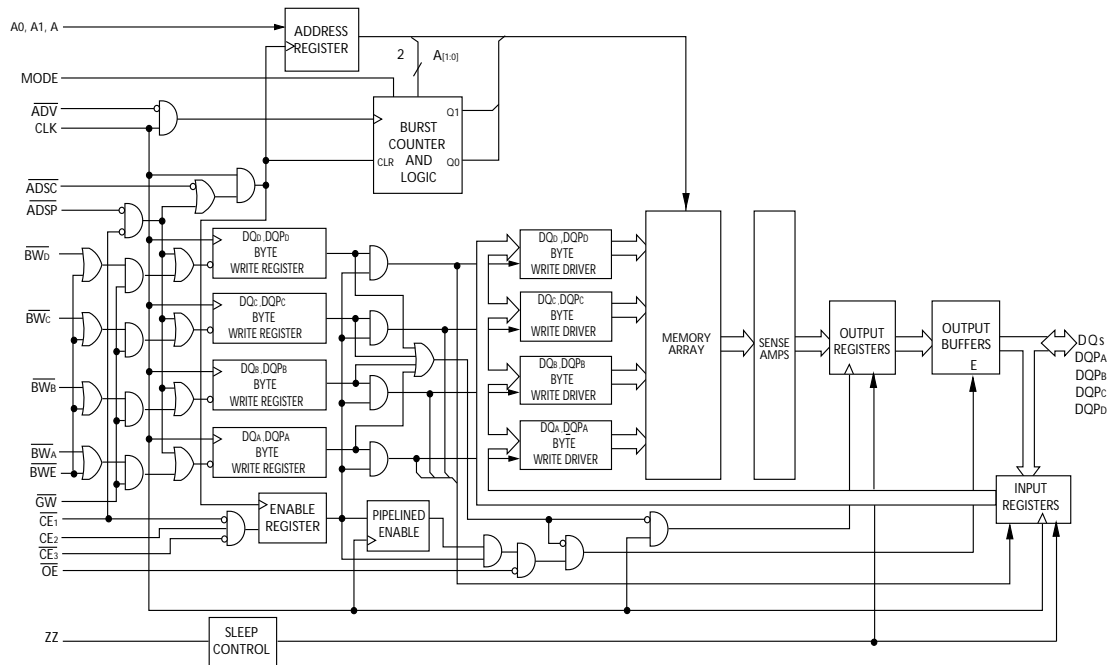 A0, A1, A
ADDRESS
REGISTER
2
A[1:0]
MODE
ADV
CLK
BURST
COUNTER
AND
LOGIC
Q1
CLR
Q0
ADSC
ADSP
BWD
DQD ,DQPD
BYTE
WRITE REGISTER
DQD ,DQPD
BYTE
WRITE DRIVER
BWC
DQC ,DQPC
BYTE
WRITE REGISTER
DQC ,DQPC
BYTE
WRITE DRIVER
MEMORY
ARRAY
SENSE
AMPS
OUTPUT
REGISTERS
OUTPUT
BUFFERS
E
DQs
DQPA
DQPB
DQPC
DQPD
BWB
DQB ,DQPB
BYTE
WRITE REGISTER
DQB ,DQPB
BYTE
WRITE DRIVER
BWA
BWE
DQA ,DQPA
BYTE
WRITE REGISTER
DQA ,DQPA
BYTE
WRITE DRIVER
GW
CE1
CE2
CE3
OE
ENABLE
REGISTER
PIPELINED
ENABLE
INPUT
REGISTERS
ZZ
SLEEP
CONTROL